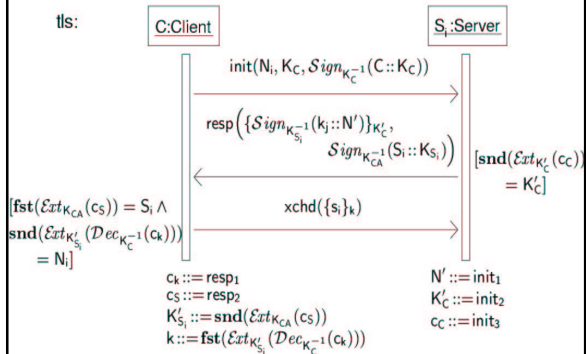 tls:
C:Client
S_i:Server
init(N_i, K_C, Sign_{K_C^{-1}}(C::K_C))
resp({Sign_{K_{S_i}^{-1}}(k_j::N')}_{K'_C},
Sign_{K_{CA}^{-1}}(S_i::K_{S_i}))
[snd(Ext_{K'_C}(c_C))
= K'_C]
[fst(Ext_{K_{CA}}(c_S)) = S_i ∧
snd(Ext_{K'_{S_i}}(Dec_{K_C^{-1}}(c_k)))
= N_i]
xchd({s_i}_k)
c_k ::= resp_1
c_S ::= resp_2
K'_{S_i} ::= snd(Ext_{K_{CA}}(c_S))
k ::= fst(Ext_{K'_{S_i}}(Dec_{K_C^{-1}}(c_k)))
N' ::= init_1
K'_C ::= init_2
c_C ::= init_3